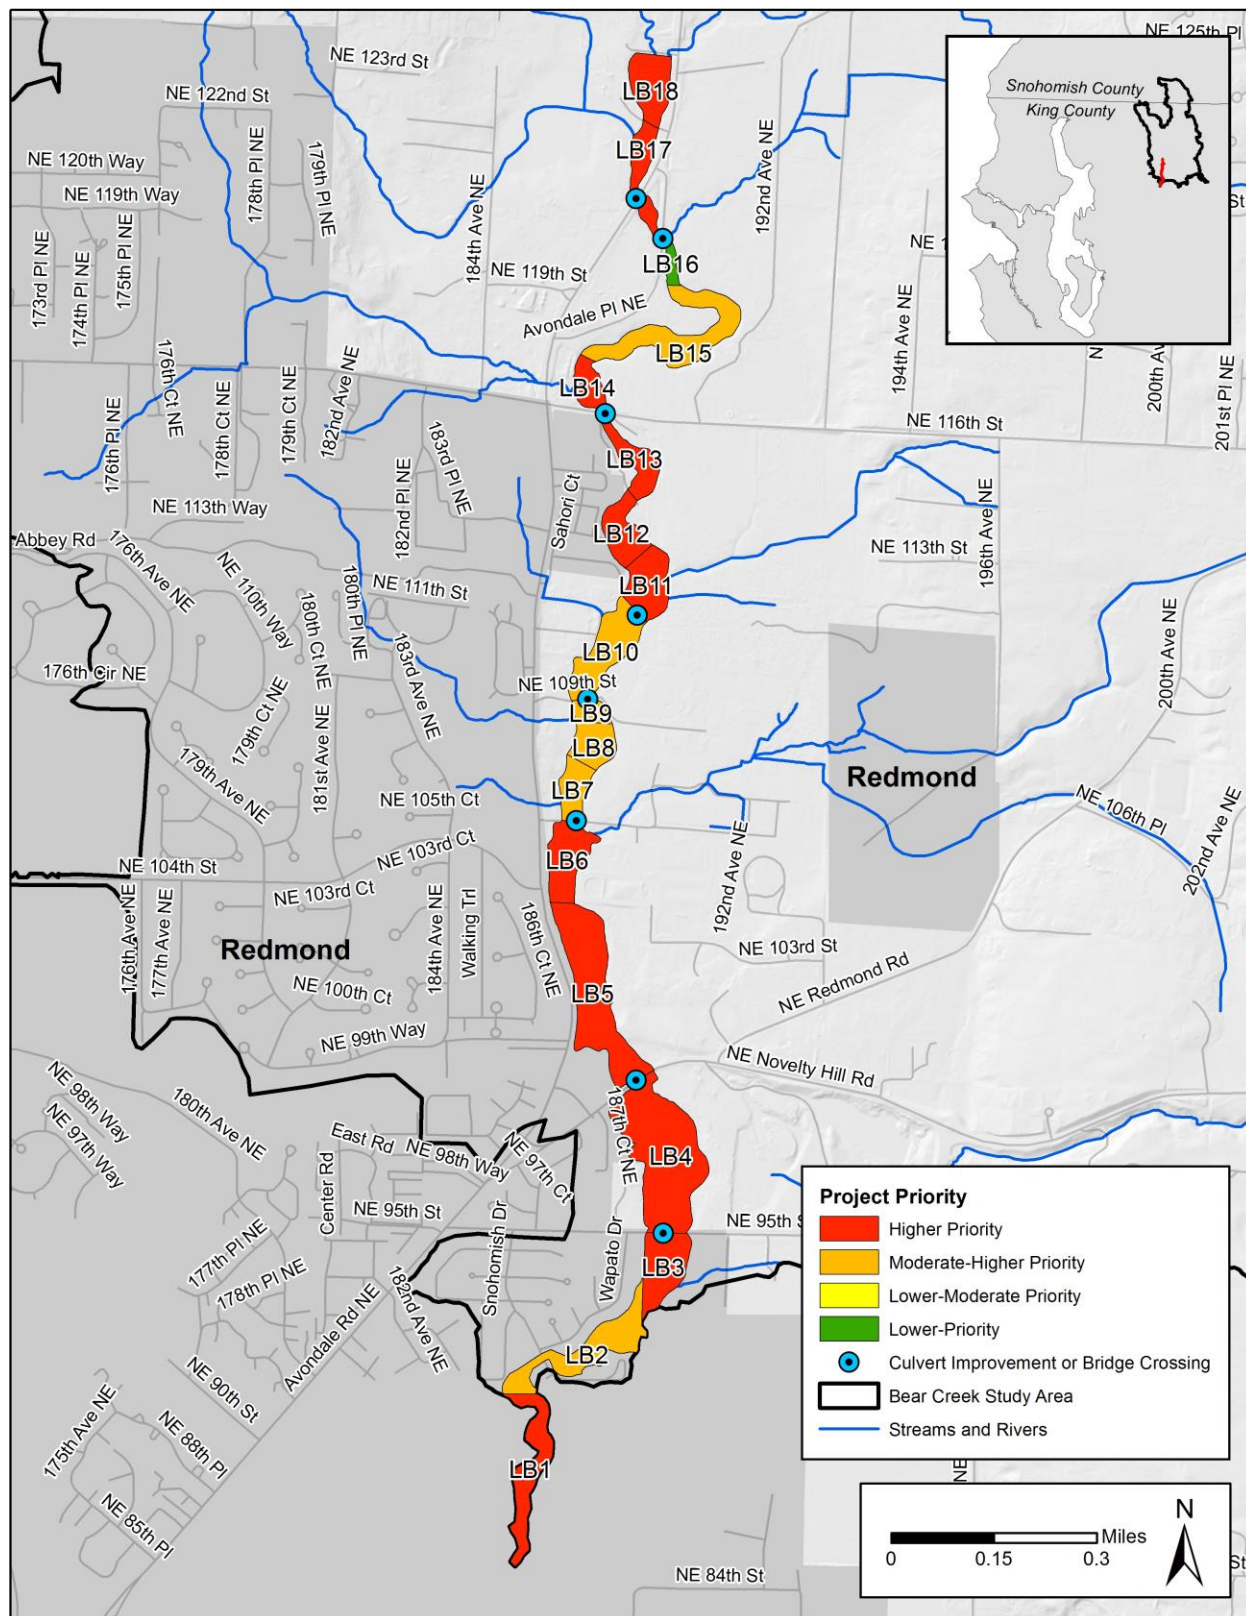 NE 123rd St
NE 125th Pl
Snohomish County
King County
NE 122nd St
LB18
LB17
NE 120th Way
NE 119th Way
178th Pl NE
179th Pl NE
192nd Ave NE
St
173rd Pl NE
174th Pl NE
175th Pl NE
184th Ave NE
NE 119th St
LB16
Avondale Pl NE
LB15
194th Ave NE
N
200th Av
201st Pl NE
176th Ct NE
178th Ct NE
179th Ct NE
182nd Ave NE
LB14
NE 116th St
176th Pl NE
183rd Pl NE
182nd Pl NE
LB13
Sahori Ct
NE 113th Way
LB12
NE 113th St
196th Ave NE
Abbey Rd
176th Ave NE
NE 110th Way
180th Ct NE
180th Pl NE
NE 111th St
LB11
183rd Ave NE
LB10
200th Ave NE
176th Cir NE
NE 109th St
LB9
179th Ct NE
181st Ave NE
LB8
179th Ave NE
LB7
NE 105th Ct
Redmond
NE 106th Pl
202nd Ave NE
NE 104th St
NE 103rd Ct
NE 103rd Ct
LB6
192nd Ave NE
176th Ave NE
177th Ave NE
Redmond
184th Ave NE
Walking Trl
186th Ct NE
NE 103rd St
NE Redmond Rd
NE 100th Ct
LB5
NE 99th Way
NE Novelty Hill Rd
NE 98th Way
NE 97th Way
180th Ave NE
187th Ct NE
East Rd
NE 98th Way
NE 97th Ct
LB4
Center Rd
NE 95th St
NE 95th S
Snohomish Dr
Wapato Dr
LB3
177th Pl NE
178th Pl NE
182nd Ave NE
Avondale Rd NE
LB2
NE 90th St
175th Ave NE
NE 88th Pl
NE 85th Pl
LB1
NE 84th St
Project Priority
Higher Priority
Moderate-Higher Priority
Lower-Moderate Priority
Lower-Priority
Culvert Improvement or Bridge Crossing
Bear Creek Study Area
Streams and Rivers
NE
Miles
0 0.15 0.3
N
St